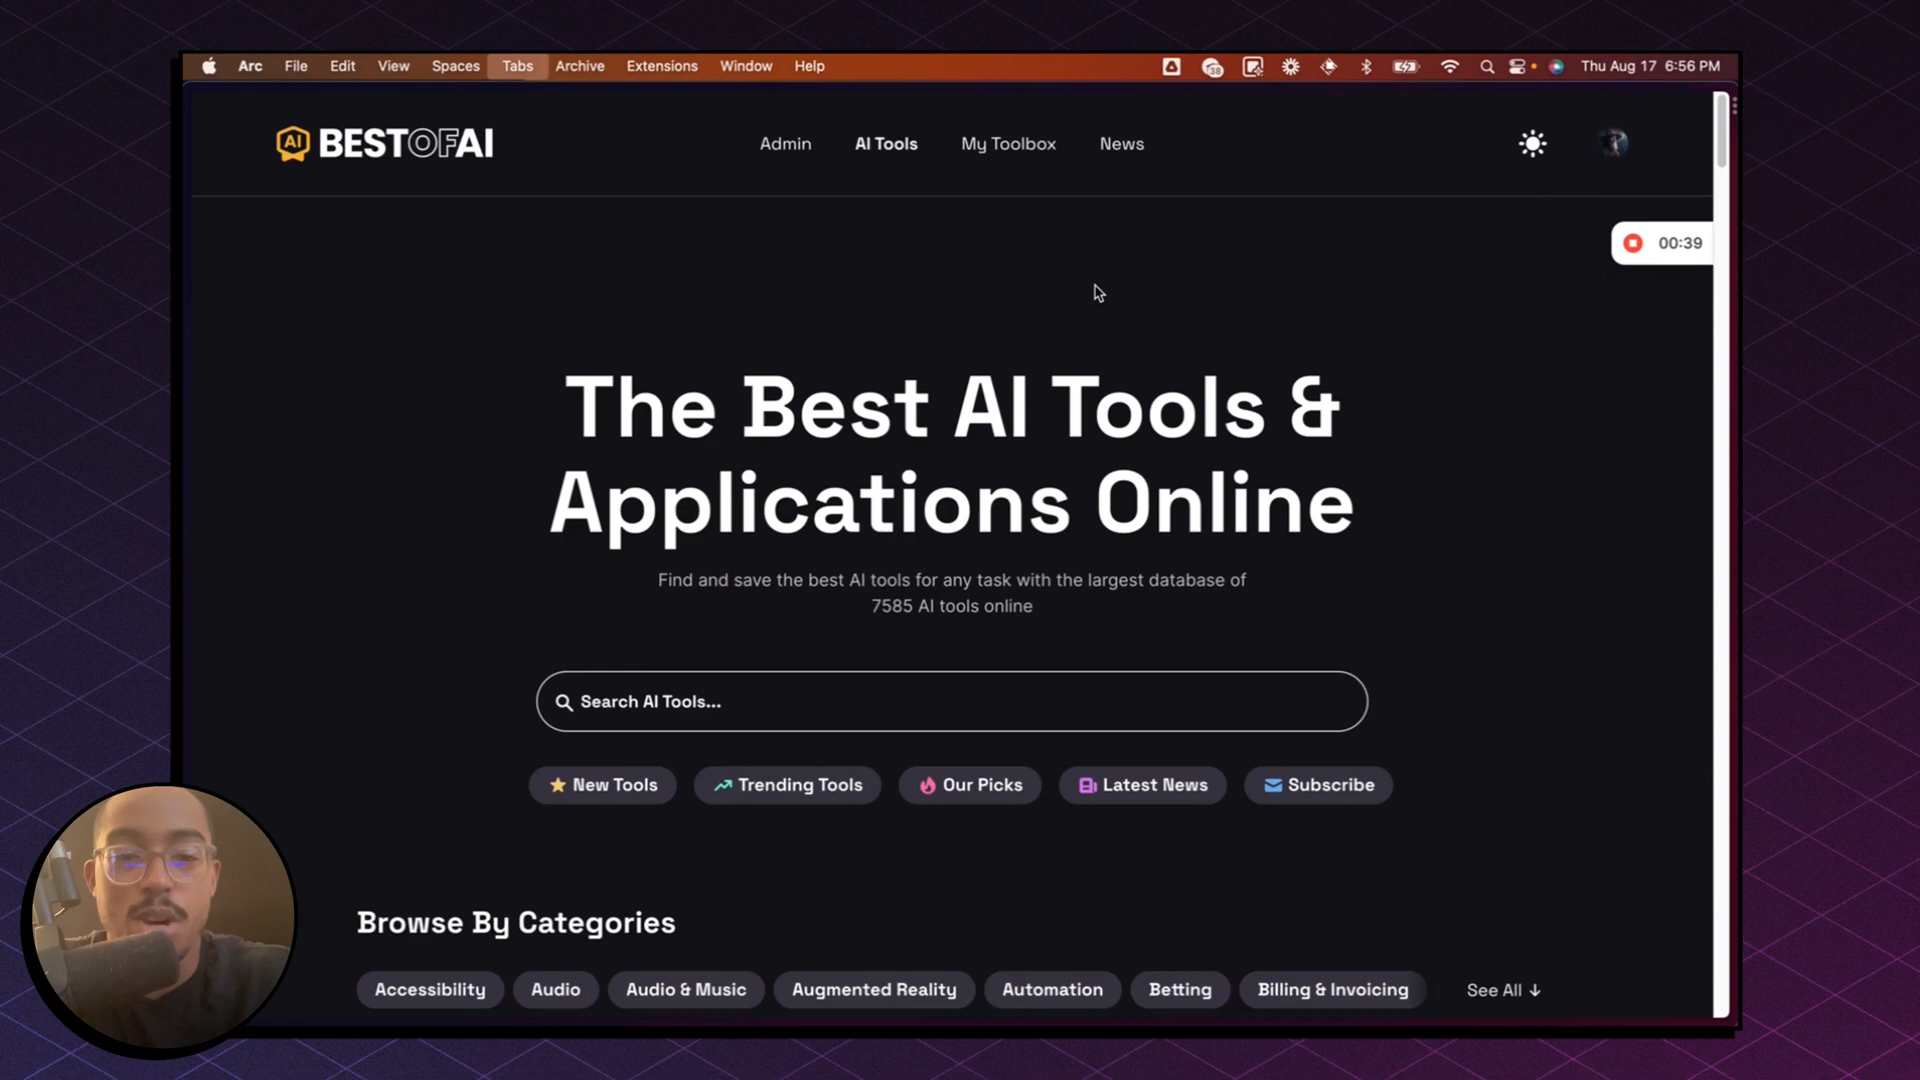 Arc File Edit View Spaces Tabs Archive Extensions Window Help 38 Thu Aug 17 6:56 PM
AI BESTOFAI Admin AI Tools My Toolbox News
00:39
The Best AI Tools &
Applications Online
Find and save the best AI tools for any task with the largest database of
7585 AI tools online
Search AI Tools...
New Tools Trending Tools Our Picks Latest News Subscribe
Browse By Categories
Accessibility Audio Audio & Music Augmented Reality Automation Betting Billing & Invoicing See All ↓